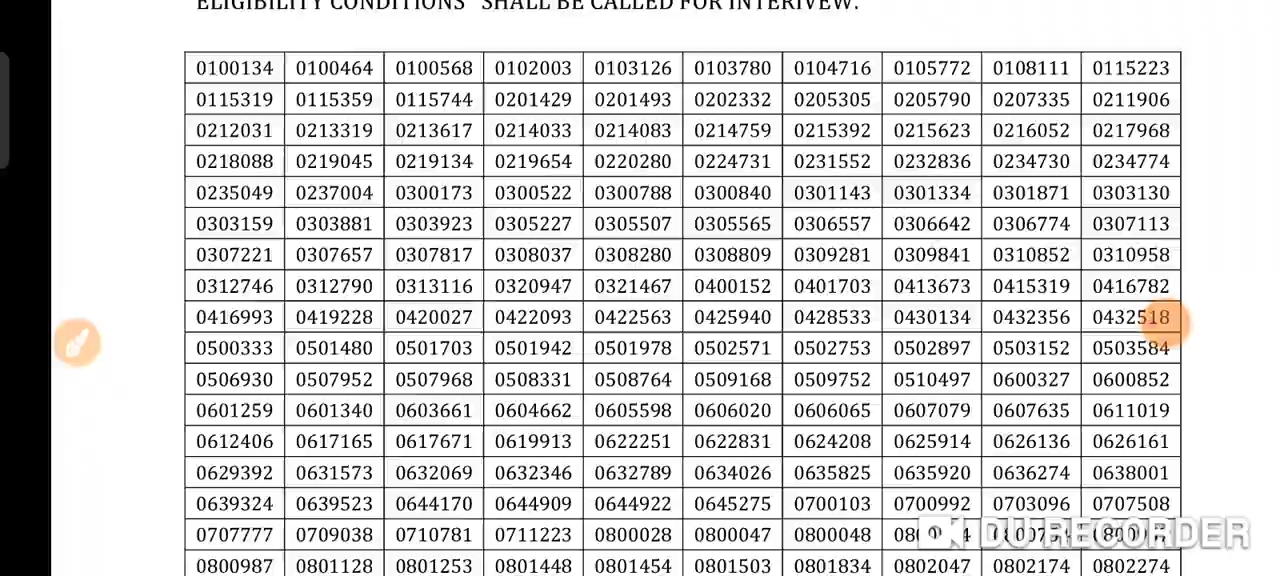 ELIGIBILITY CONDITIONS" SHALL BE CALLED FOR INTERIVEW.
0100134 0100464 0100568 0102003 0103126 0103780 0104716 0105772 0108111 0115223
0115319 0115359 0115744 0201429 0201493 0202332 0205305 0205790 0207335 0211906
0212031 0213319 0213617 0214033 0214083 0214759 0215392 0215623 0216052 0217968
0218088 0219045 0219134 0219654 0220280 0224731 0231552 0232836 0234730 0234774
0235049 0237004 0300173 0300522 0300788 0300840 0301143 0301334 0301871 0303130
0303159 0303881 0303923 0305227 0305507 0305565 0306557 0306642 0306774 0307113
0307221 0307657 0307817 0308037 0308280 0308809 0309281 0309841 0310852 0310958
0312746 0312790 0313116 0320947 0321467 0400152 0401703 0413673 0415319 0416782
0416993 0419228 0420027 0422093 0422563 0425940 0428533 0430134 0432356 0432518
0500333 0501480 0501703 0501942 0501978 0502571 0502753 0502897 0503152 0503584
0506930 0507952 0507968 0508331 0508764 0509168 0509752 0510497 0600327 0600852
0601259 0601340 0603661 0604662 0605598 0606020 0606065 0607079 0607635 0611019
0612406 0617165 0617671 0619913 0622251 0622831 0624208 0625914 0626136 0626161
0629392 0631573 0632069 0632346 0632789 0634026 0635825 0635920 0636274 0638001
0639324 0639523 0644170 0644909 0644922 0645275 0700103 0700992 0703096 0707508
0707777 0709038 0710781 0711223 0800028 0800047 0800048
DU RECORDER
0800987 0801128 0801253 0801448 0801454 0801503 0801834 0802047 0802174 0802274